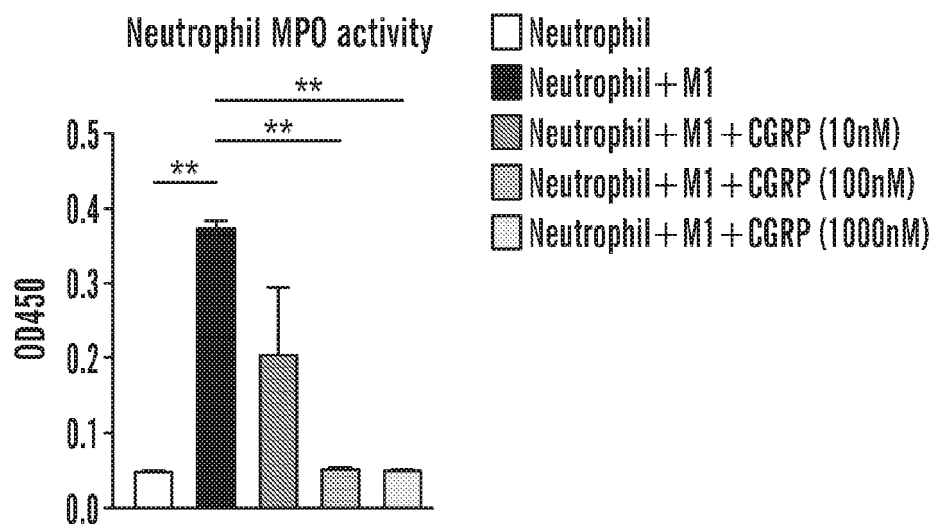 Neutrophil MPO activity
**
**
**
OD450
0.5
0.4
0.3
0.2
0.1
0.0
Neutrophil
Neutrophil+M1
Neutrophil+M1+CGRP (10nM)
Neutrophil+M1+CGRP (100nM)
Neutrophil+M1+CGRP (1000nM)